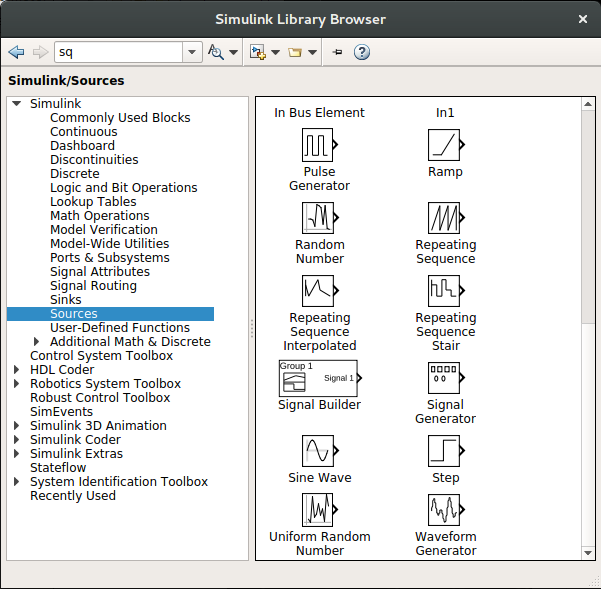 Simulink Library Browser
sq
Simulink/Sources
Simulink
Commonly Used Blocks
Continuous
Dashboard
Discontinuities
Discrete
Logic and Bit Operations
Lookup Tables
Math Operations
Model Verification
Model-Wide Utilities
Ports & Subsystems
Signal Attributes
Signal Routing
Sinks
Sources
User-Defined Functions
Additional Math & Discrete
Control System Toolbox
HDL Coder
Robotics System Toolbox
Robust Control Toolbox
SimEvents
Simulink 3D Animation
Simulink Coder
Simulink Extras
Stateflow
System Identification Toolbox
Recently Used
In Bus Element
In1
Pulse
Generator
Ramp
Random
Number
Repeating
Sequence
Repeating
Sequence
Interpolated
Repeating
Sequence
Stair
Group 1
Signal 1
Signal Builder
Signal
Generator
Sine Wave
Step
Uniform Random
Number
Waveform
Generator